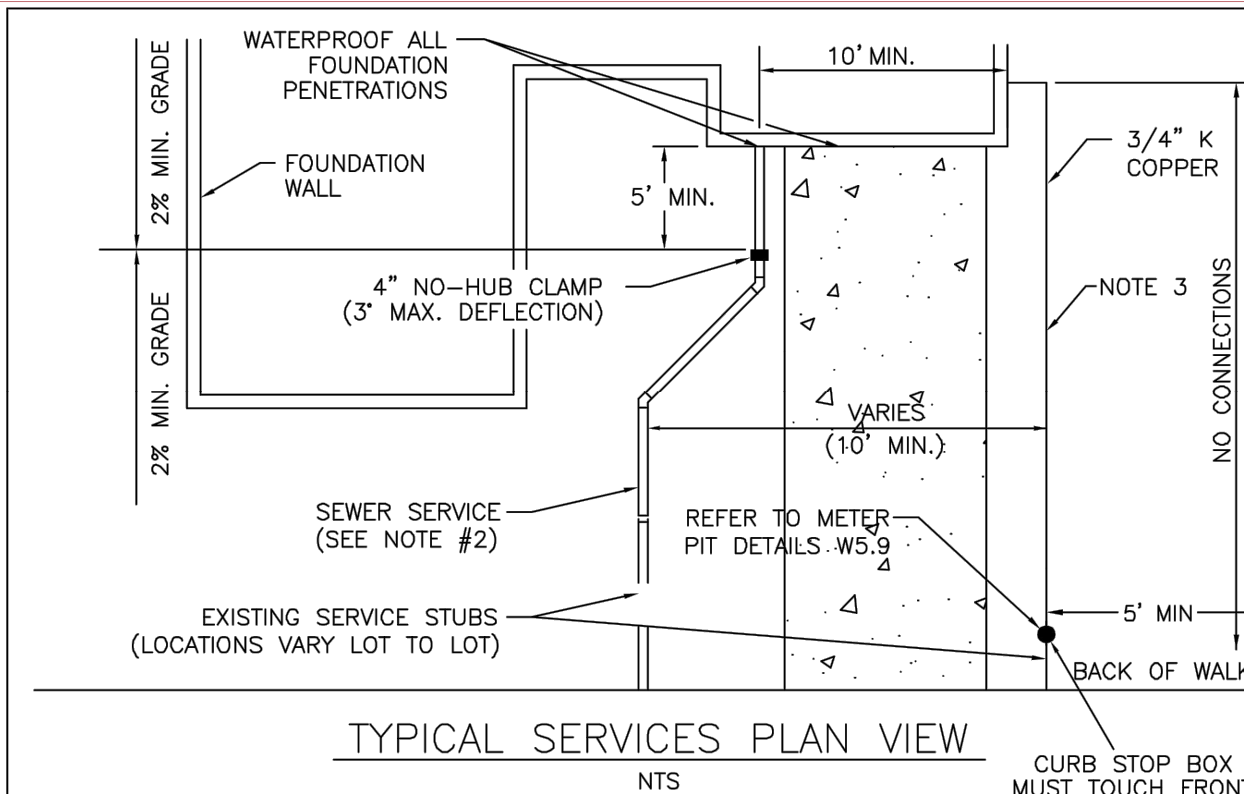 WATERPROOF ALL
FOUNDATION
PENETRATIONS
10' MIN.
2% MIN. GRADE
FOUNDATION
WALL
5' MIN.
3/4" K
COPPER
4" NO-HUB CLAMP
(3° MAX. DEFLECTION)
NOTE 3
NO CONNECTIONS
2% MIN. GRADE
VARIES
(10' MIN.)
SEWER SERVICE
(SEE NOTE #2)
REFER TO METER
PIT DETAILS W5.9
EXISTING SERVICE STUBS
(LOCATIONS VARY LOT TO LOT)
5' MIN
BACK OF WALK
TYPICAL SERVICES PLAN VIEW
NTS
CURB STOP BOX
MUST TOUCH FRONT